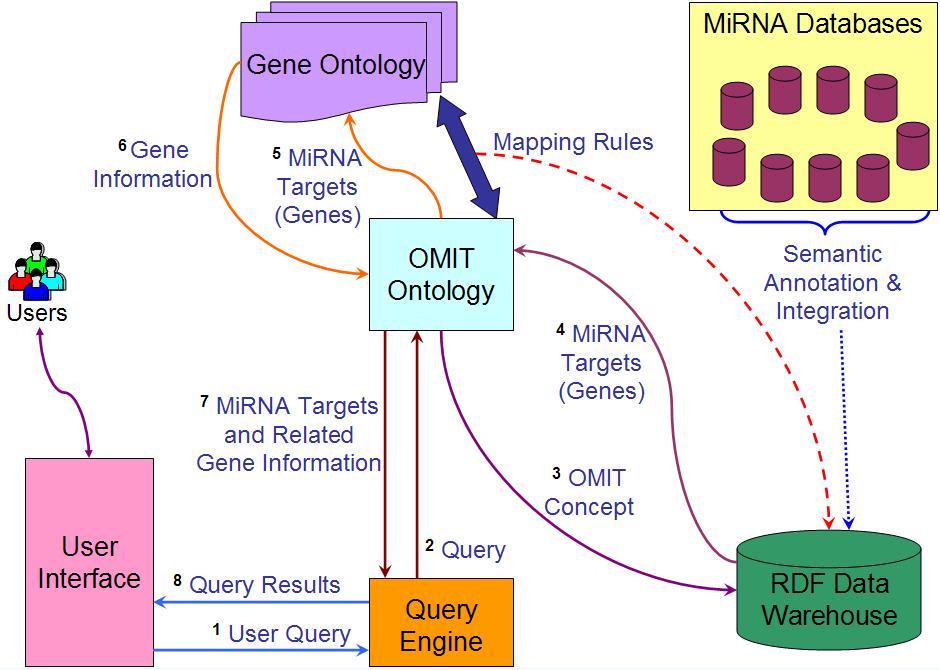 MiRNA Databases
Gene Ontology
Mapping Rules
6 Gene
Information
5 MiRNA
Targets
(Genes)
OMIT
Ontology
Semantic
Annotation &
Integration
Users
4 MiRNA
Targets
(Genes)
7 MiRNA Targets
and Related
Gene Information
3 OMIT
Concept
2 Query
User
Interface
8 Query Results
1 User Query
Query
Engine
RDF Data
Warehouse